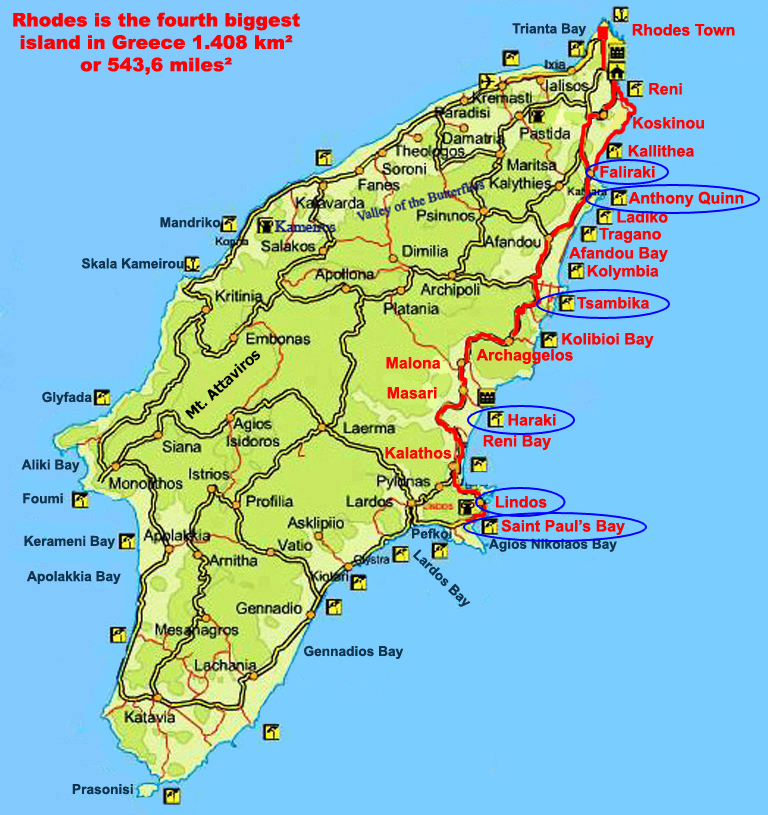 Rhodes is the fourth biggest
island in Greece 1.408 km²
or 543,6 miles²
Trianta Bay
Rhodes Town
Ixia
Ialisos
Kremasti
Reni
Paradisi
Koskinou
Damatria
Pastida
Theologos
Kallithea
Soroni
Maritsa
Faliraki
Fanes
Kalythies
Kalavarda
Valley of the Butterflies
Anthony Quinn
Psinthos
Ladiko
Mandriko
Kameiros
Tragano
Salakos
Afandou
Afandou Bay
Dimilia
Skala Kameirou
Kolymbia
Apollona
Archipoli
Kritinia
Platania
Tsambika
Embonas
Kolibioi Bay
Archaggelos
Malona
Mt. Attaviros
Masari
Glyfada
Haraki
Agios
Isidoros
Laerma
Reni Bay
Siana
Kalathos
Aliki Bay
Istrios
Monolithos
Pylonas
Foumi
Profilia
Lardos
Lindos
LINDOS
Asklipiio
Saint Paul's Bay
Kerameni Bay
Apolakkia
Pefkoi
Vatio
Agios Nikolaos Bay
Arnitha
Glystra
Apolakkia Bay
Kiotari
Lardos Bay
Gennadio
Mesanagros
Gennadios Bay
Lachania
Katavia
Prasonisi